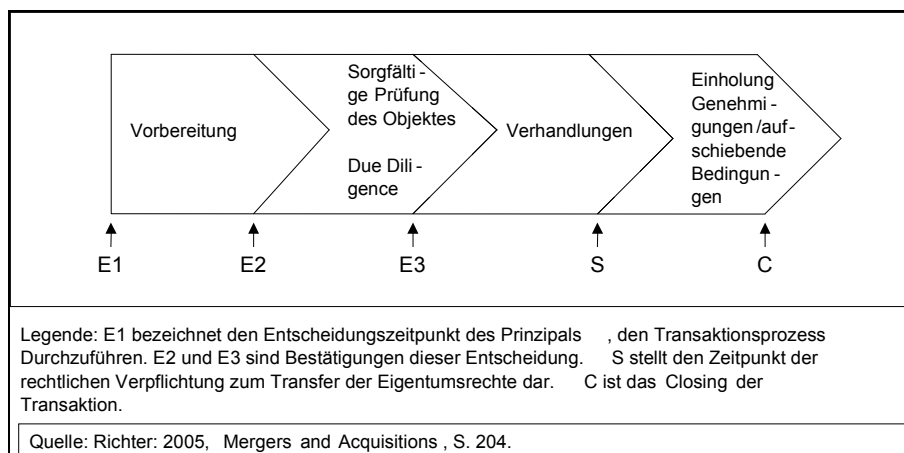 Vorbereitung
Sorgfälti -
ge Prüfung
des Objektes
Due Dili -
gence
Verhandlungen
Einholung
Genehmi -
gungen /auf-
schiebende
Bedingun -
gen
E1
E2
E3
S
C
Legende: E1 bezeichnet den Entscheidungszeitpunkt des Prinzipals , den Transaktionsprozess
Durchzuführen. E2 und E3 sind Bestätigungen dieser Entscheidung. S stellt den Zeitpunkt der
rechtlichen Verpflichtung zum Transfer der Eigentumsrechte dar. C ist das Closing der
Transaktion.
Quelle: Richter: 2005, Mergers and Acquisitions , S. 204.